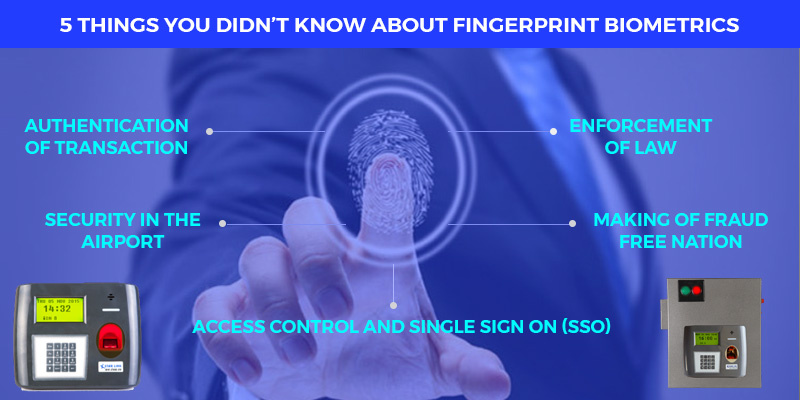 5 THINGS YOU DIDN'T KNOW ABOUT FINGERPRINT BIOMETRICS
AUTHENTICATION
OF TRANSACTION
ENFORCEMENT
OF LAW
SECURITY IN THE
AIRPORT
MAKING OF FRAUD
FREE NATION
ACCESS CONTROL AND SINGLE SIGN ON (SSO)
14:32